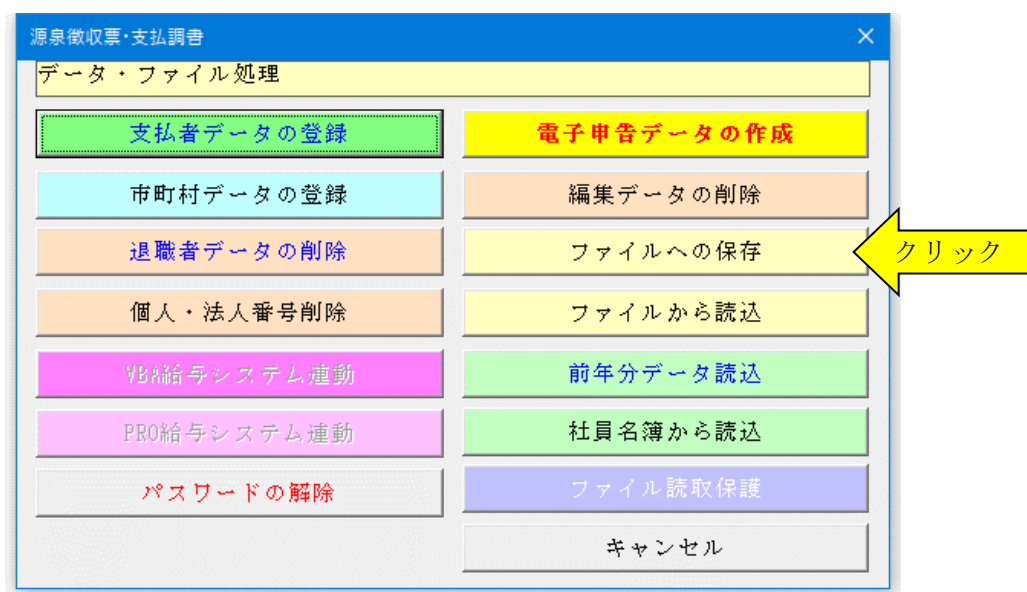 源泉徴収票・支払調書
データ・ファイル処理
支払者データの登録
電子申告データの作成
市町村データの登録
編集データの削除
退職者データの削除
ファイルへの保存
クリック
個人・法人番号削除
ファイルから読込
VBA給与システム連動
前年分データ読込
PRO給与システム連動
社員名簿から読込
パスワードの解除
ファイル読取保護
キャンセル